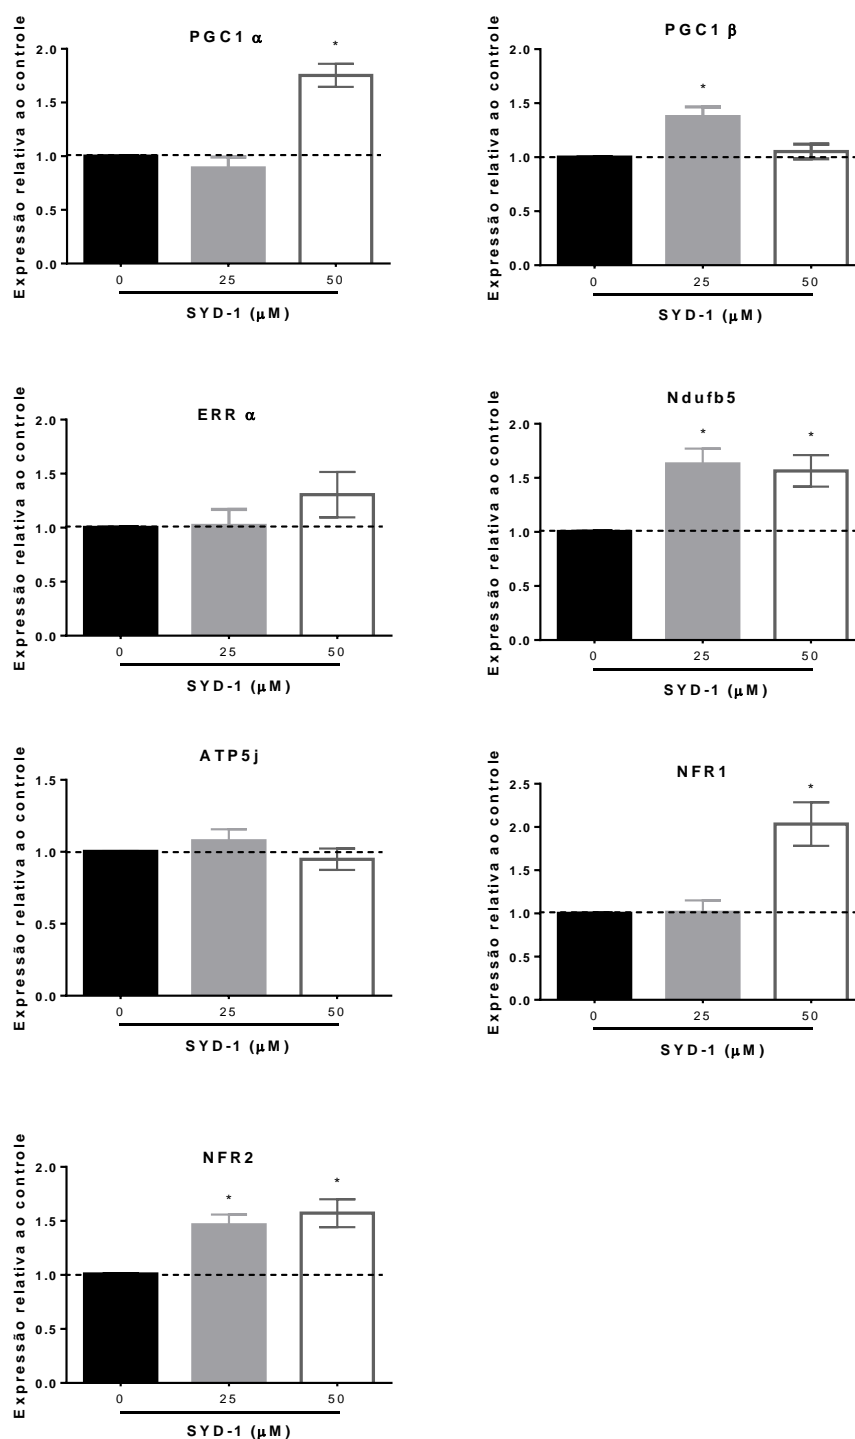 PGC1 α
Expressão relativa ao controle
2.0
1.5
1.0
0.5
0.0
*
0 25 50
SYD-1 (μM)
PGC1 β
Expressão relativa ao controle
2.0
1.5
1.0
0.5
0.0
*
0 25 50
SYD-1 (μM)
ERR α
Expressão relativa ao controle
2.0
1.5
1.0
0.5
0.0
0 25 50
SYD-1 (μM)
Ndufb5
Expressão relativa ao controle
2.0
1.5
1.0
0.5
0.0
* *
0 25 50
SYD-1 (μM)
ATP5j
Expressão relativa ao controle
1.5
1.0
0.5
0.0
0 25 50
SYD-1 (μM)
NFR1
Expressão relativa ao controle
2.5
2.0
1.5
1.0
0.5
0.0
*
0 25 50
SYD-1 (μM)
NFR2
Expressão relativa ao controle
2.0
1.5
1.0
0.5
0.0
* *
0 25 50
SYD-1 (μM)